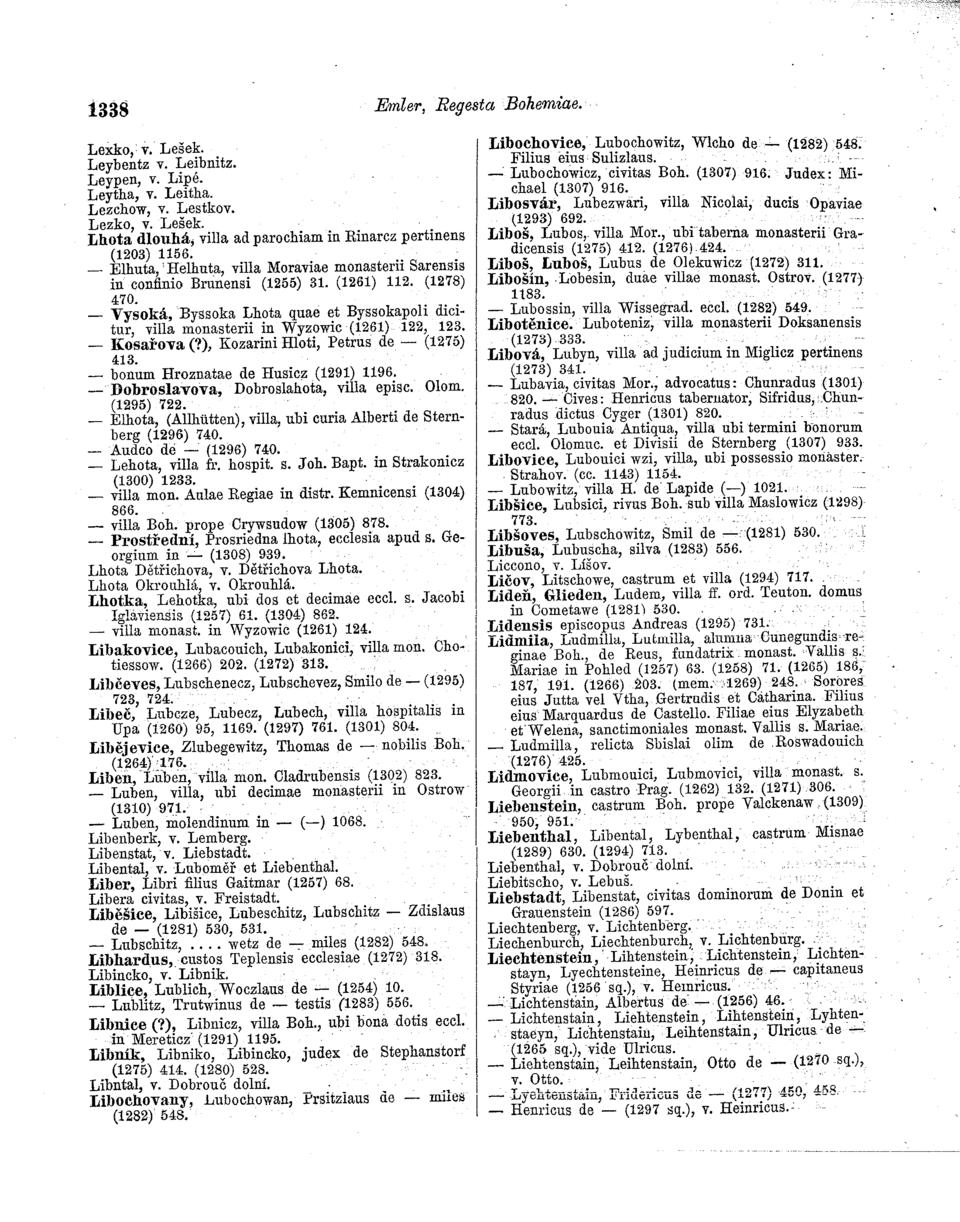 1338
Emler, Regesta Bohemiae.
Lexko, v. Lešek.
Leybentz v. Leibnitz.
Leypen, v. Lipé.
Leytha, v. Leitha.
Lezchow, v. Lestkov.
Lezko, v. Lešek.
Lhota dlouhá, villa ad parochiam in Rinarcz pertinens
(1203) 1156.
— Elhuta, Helhuta, villa Moraviae monasterii Sarensis
in confinio Brunensi (1255) 31. (1261) 112. (1278)
470.
— Vysoká, Byssoka Lhota quae et Byssokapoli dici-
tur, villa monasterii in Wyzowic (1261) 122, 123.
— Kosařova (?), Kozarini Hloti, Petrus de — (1275)
413.
— bonum Hroznatae de Husicz (1291) 1196.
— Dobroslavova, Dobroslahota, villa episc. Olom.
(1295) 722.
— Elhota, (Allhütten), villa, ubi curia Alberti de Stern-
berg (1296) 740.
— Audco de — (1296) 740.
— Lehota, villa fr. hospit. s. Joh. Bapt. in Strakonicz
(1300) 1233.
— villa mon. Aulae Regiae in distr. Kemnicensi (1304)
866.
— villa Boh. prope Crywsudow (1305) 878.
— Prostřední, Prosriedna lhota, ecclesia apud s. Ge-
orgium in — (1308) 939.
Lhota Dětřichova, v. Dětřichova Lhota.
Lhota Okrouhlá, v. Okrouhlá.
Lhotka, Lehotka, ubi dos et decimae eccl. s. Jacobi
Iglaviensis (1257) 61. (1304) 862.
— villa monast. in Wyzowic (1261) 124.
Libakovice, Lubacouich, Lubakonici, villa mon. Cho-
tiessow. (1266) 202. (1272) 313.
Libčeves, Lubschenecz, Lubschevez, Smilo de — (1295)
723, 724.
Libeč, Lubcze, Lubecz, Lubech, villa hospitalis in
Upa (1260) 95, 1169. (1297) 761. (1301) 804.
Libějevice, Zlubegewitz, Thomas de — nobilis Boh.
(1264) 176.
Liben, Luben, villa mon. Cladrubensis (1302) 823.
— Luben, villa, ubi decimae monasterii in Ostrow
(1310) 971.
— Luben, molendinum in — (—) 1068.
Libenberk, v. Lemberg.
Libenstat, v. Liebstadt.
Libental, v. Luboměř et Liebenthal.
Liber, Libri filius Gaitmar (1257) 68.
Libera civitas, v. Freistadt.
Liběšice, Libišice, Lubeschitz, Lubschitz — Zdislaus
de — (1281) 530, 531.
— Lubschitz, .... wetz de — miles (1282) 548.
Libhardus, custos Teplensis ecclesiae (1272) 318.
Libincko, v. Libnik.
Liblice, Lublich, Woczlaus de — (1254) 10.
— Lublitz, Trutwinus de — testis (1283) 556.
Libnice (?), Libnicz, villa Boh., ubi bona dotis eccl.
in Mereticz (1291) 1195.
Libník, Libniko, Libincko, judex de Stephanstorf
(1275) 414. (1280) 528.
Libntal, v. Dobrouč dolní.
Libochovany, Lubochowan, Prsitzlaus de — miles
(1282) 548.
Libochovice, Lubochowitz, Wlcho de — (1282) 548.
Filius eius Sulizlaus.
— Lubochowicz, civitas Boh. (1307) 916. Judex: Mi-
chael (1307) 916.
Libosvár, Lubezwari, villa Nicolai, ducis Opaviae
(1293) 692.
Liboš, Lubos, villa Mor., ubi taberna monasterii Gra-
dicensis (1275) 412. (1276) 424.
Liboš, Luboš, Lubus de Olekuwicz (1272) 311.
Libošín, Lobesin, duae villae monast. Ostrov. (1277)
1183.
— Lubossin, villa Wissegrad. eccl. (1282) 549.
Libotěnice. Luboteniz, villa monasterii Doksanensis
(1273) 333.
Libová, Lubyn, villa ad judicium in Miglicz pertinens
(1273) 341.
— Lubavia, civitas Mor., advocatus: Chunradus (1301)
820. — Cives: Henricus tabernator, Sifridus, Chun-
radus dictus Cyger (1301) 820.
— Stará, Lubouia Antiqua, villa ubi termini bonorum
eccl. Olomuc. et Divisii de Sternberg (1307) 933.
Libovice, Lubouici wzi, villa, ubi possessio monaster.
Strahov. (cc. 1143) 1154.
— Lubowitz, villa H. de Lapide (—) 1021.
Libšice, Lubsici, rivus Boh. sub villa Maslowicz (1298)
773.
Libšoves, Lubschowitz, Smil de — (1281) 530.
Libuša, Lubuscha, silva (1283) 556.
Liccono, v. Líšov.
Ličov, Litschowe, castrum et villa (1294) 717.
Lideň, Glieden, Ludem, villa ff. ord. Teuton. domus
in Cometawe (1281) 530.
Lidensis episcopus Andreas (1295) 731.
Lidmila, Ludmilla, Lutmilla, alumna Cunegundis re-
ginae Boh., de Reus, fundatrix monast. Vallis s.
Mariae in Pohled (1257) 63. (1258) 71. (1265) 186,
187, 191. (1266) 203. (mem. 1269) 248. Sorores
eius Jutta vel Vtha, Gertrudis et Catharina. Filius
eius Marquardus de Castello. Filiae eius Elyzabeth
et Welena, sanctimoniales monast. Vallis s. Mariae.
— Ludmilla, relicta Sbislai olim de Roswadouich
(1276) 425.
Lidmovice, Lubmouici, Lubmovici, villa monast. s.
Georgii in castro Prag. (1262) 132. (1271) 306.
Liebenstein, castrum Boh. prope Valckenaw (1309)
950, 951.
Liebenthal, Libental, Lybenthal, castrum Misnae
(1289) 630. (1294) 713.
Liebenthal, v. Dobrouč dolní.
Liebitscho, v. Lebuš.
Liebstadt, Libenstat, civitas dominorum de Donin et
Grauenstein (1286) 597.
Liechtenberg, v. Lichtenberg.
Liechenburch, Liechtenburch, v. Lichtenburg.
Liechtenstein, Lihtenstein, Lichtenstein, Lichten-
stayn, Lyechtensteine, Heinricus de — capitaneus
Styriae (1256 sq.), v. Heinricus.
— Lichtenstain, Albertus de — (1256) 46.
— Lichtenstain, Liehtenstein, Lihtenstein, Lyhten-
staeyn, Lichtenstain, Leihtenstain, Ulricus de —
(1265 sq.), vide Ulricus.
— Liehtenstain, Leihtenstain, Otto de — (1270 sq.),
v. Otto.
— Lyehtenstain, Fridericus de — (1277) 450, 458.
— Henricus de — (1297 sq.), v. Heinricus.